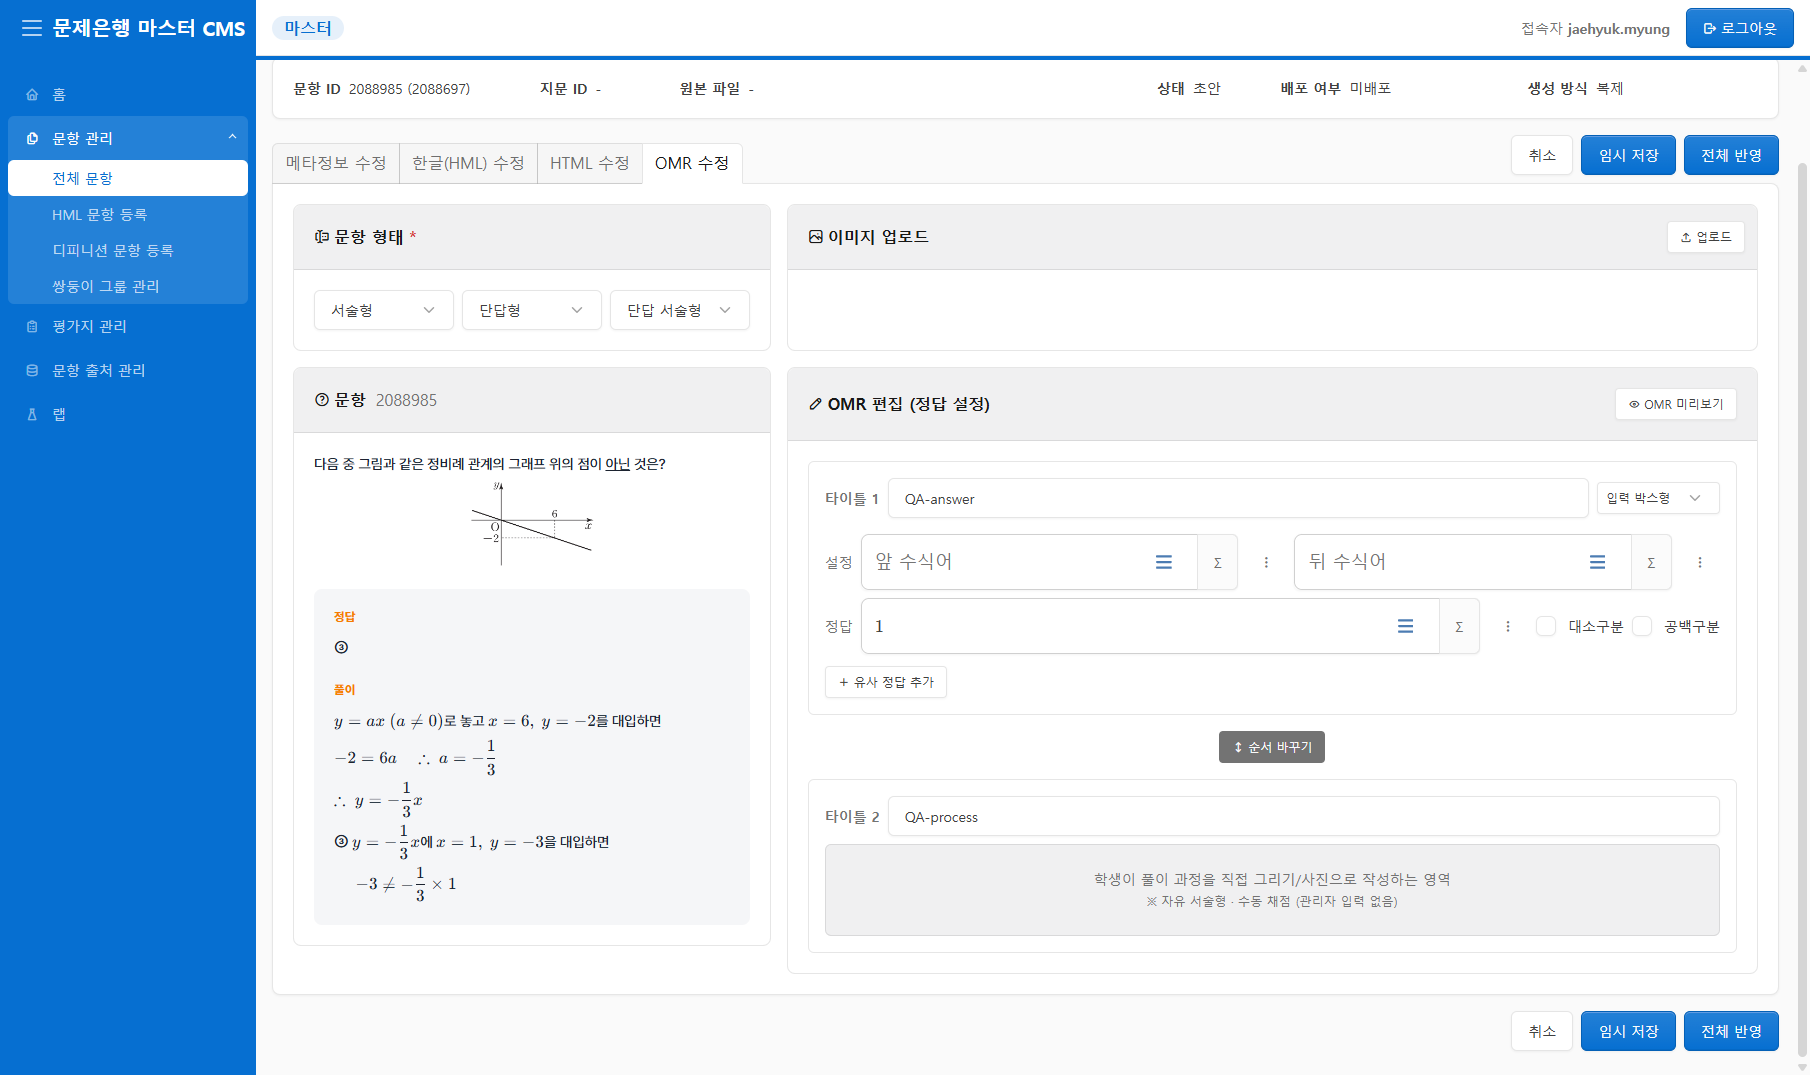 문제은행 마스터 CMS
마스터
접속자 jaehyuk.myung
로그아웃
홈
문항 관리
전체 문항
HML 문항 등록
디피니션 문항 등록
쌍둥이 그룹 관리
평가지 관리
문항 출처 관리
랩
문항 ID 2088985 (2088697)
지문 ID -
원본 파일 -
상태 초안
배포 여부 미배포
생성 방식 복제
메타정보 수정
한글(HML) 수정
HTML 수정
OMR 수정
취소
임시 저장
전체 반영
문항 형태 *
서술형
단답형
단답 서술형
이미지 업로드
업로드
문항 2088985
다음 중 그림과 같은 정비례 관계의 그래프 위의 점이 아닌 것은?
y
6
O
x
−2
정답
③
풀이
y = ax (a ≠ 0)로 놓고 x = 6, y = −2를 대입하면
−2 = 6a ∴ a = −1/3
∴ y = −1/3x
③ y = −1/3x에 x = 1, y = −3을 대입하면
−3 ≠ −1/3 × 1
OMR 편집 (정답 설정)
OMR 미리보기
타이틀 1
QA-answer
입력 박스형
설정
앞 수식어
Σ
뒤 수식어
Σ
정답
1
Σ
대소구분
공백구분
+ 유사 정답 추가
순서 바꾸기
타이틀 2
QA-process
학생이 풀이 과정을 직접 그리기/사진으로 작성하는 영역
※ 자유 서술형 · 수동 채점 (관리자 입력 없음)
취소
임시 저장
전체 반영